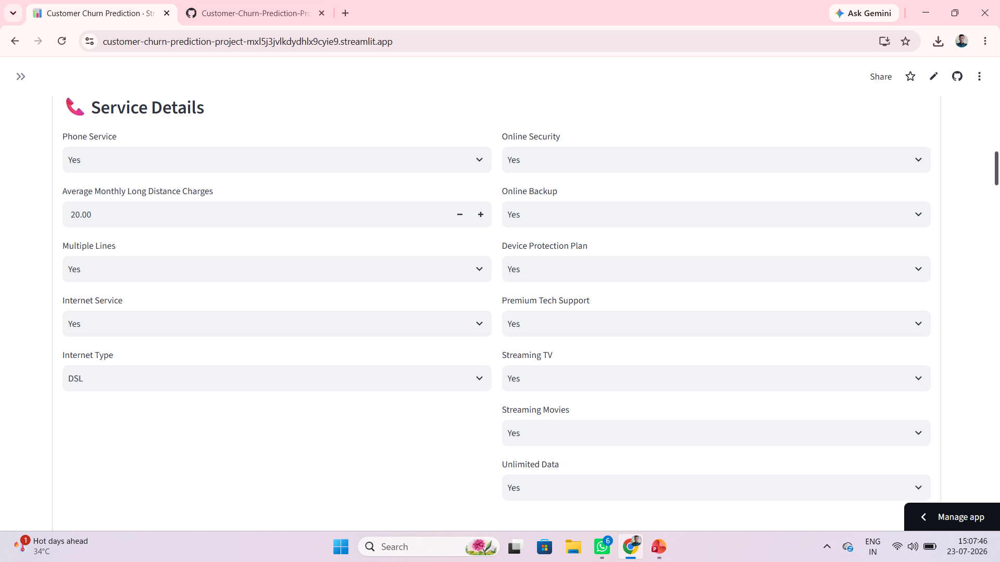 Customer Churn Prediction · Str
Customer-Churn-Prediction-Pro
Ask Gemini
customer-churn-prediction-project-mxl5j3jvlkdydhlx9cyie9.streamlit.app
Share
Service Details
Phone Service
Yes
Average Monthly Long Distance Charges
20.00
Multiple Lines
Yes
Internet Service
Yes
Internet Type
DSL
Online Security
Yes
Online Backup
Yes
Device Protection Plan
Yes
Premium Tech Support
Yes
Streaming TV
Yes
Streaming Movies
Yes
Unlimited Data
Yes
Manage app
1
Hot days ahead
34°C
Search
6
P
ENG
IN
15:07:46
23-07-2026